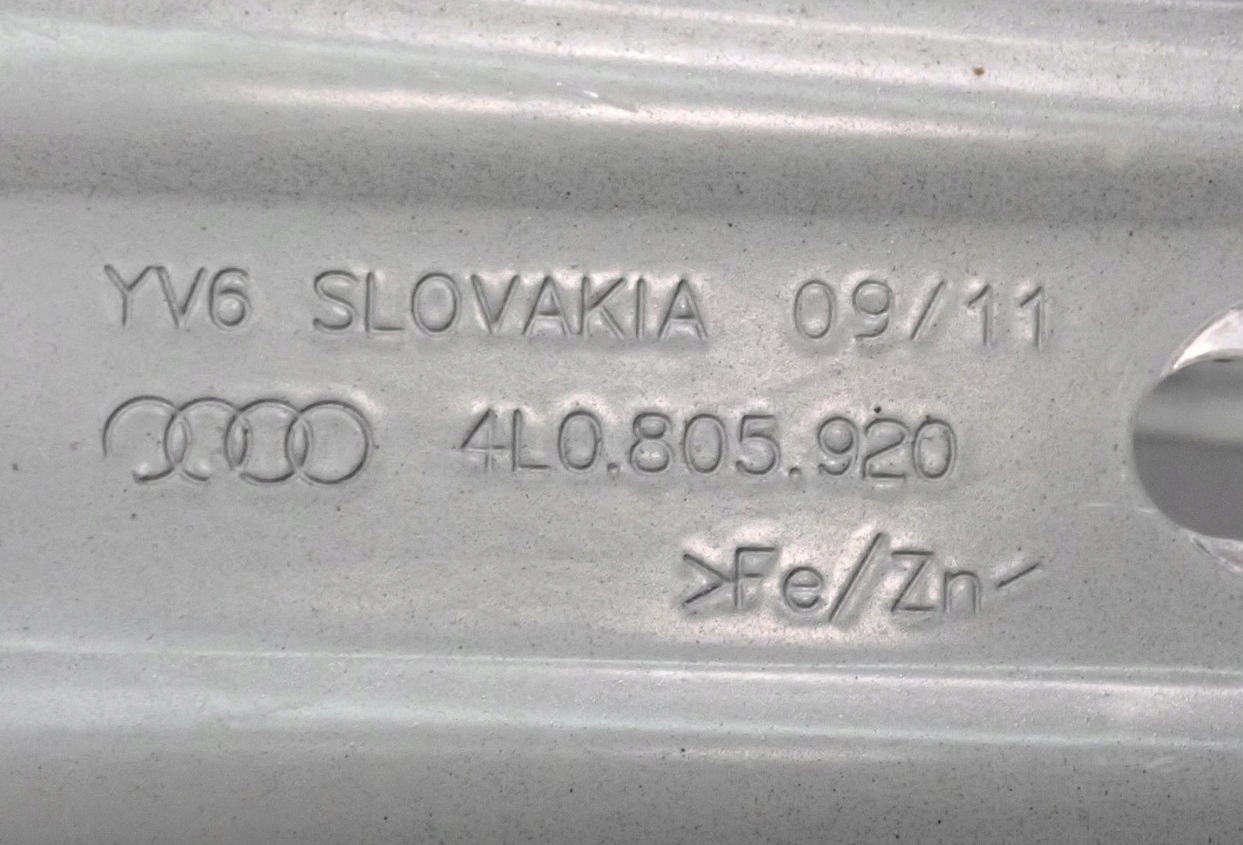 YV6 SLOVAKIA 09/11
4L0.805.920
>Fe/Zn<